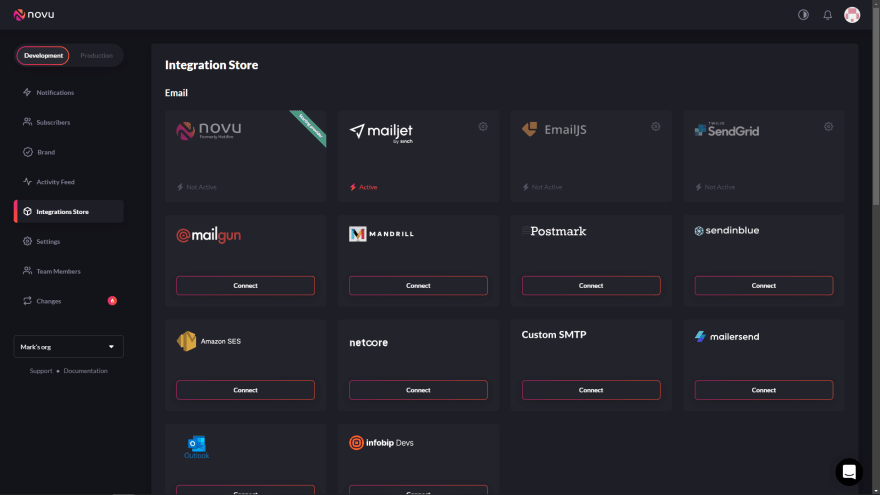 novu
Development
Production
Notifications
Subscribers
Brand
Activity Feed
Integrations Store
Settings
Team Members
Changes
6
Mark's org
Support • Documentation
Integration Store
Email
novu
Formerly Notifire
Not Active
mailjet
by sinch
Active
EmailJS
Not Active
TWILIO
SendGrid
Not Active
mailgun
Connect
MANDRILL
Connect
Postmark
Connect
sendinblue
Connect
Amazon SES
Connect
netcore
Connect
Custom SMTP
Connect
mailersend
Connect
Outlook
Connect
infobip Devs
Connect